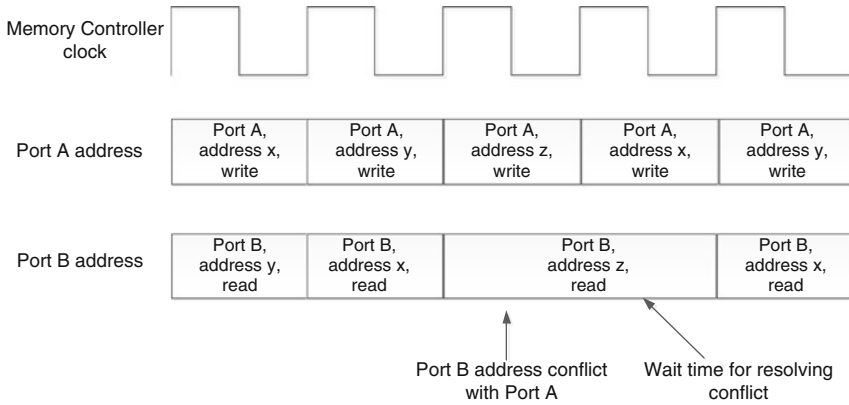 Memory Controller
clock
Port A address
Port A,
address x,
write
Port A,
address y,
write
Port A,
address z,
write
Port A,
address x,
write
Port A,
address y,
write
Port B address
Port B,
address y,
read
Port B,
address x,
read
Port B,
address z,
read
Port B,
address x,
read
Port B address conflict
with Port A
Wait time for resolving
conflict